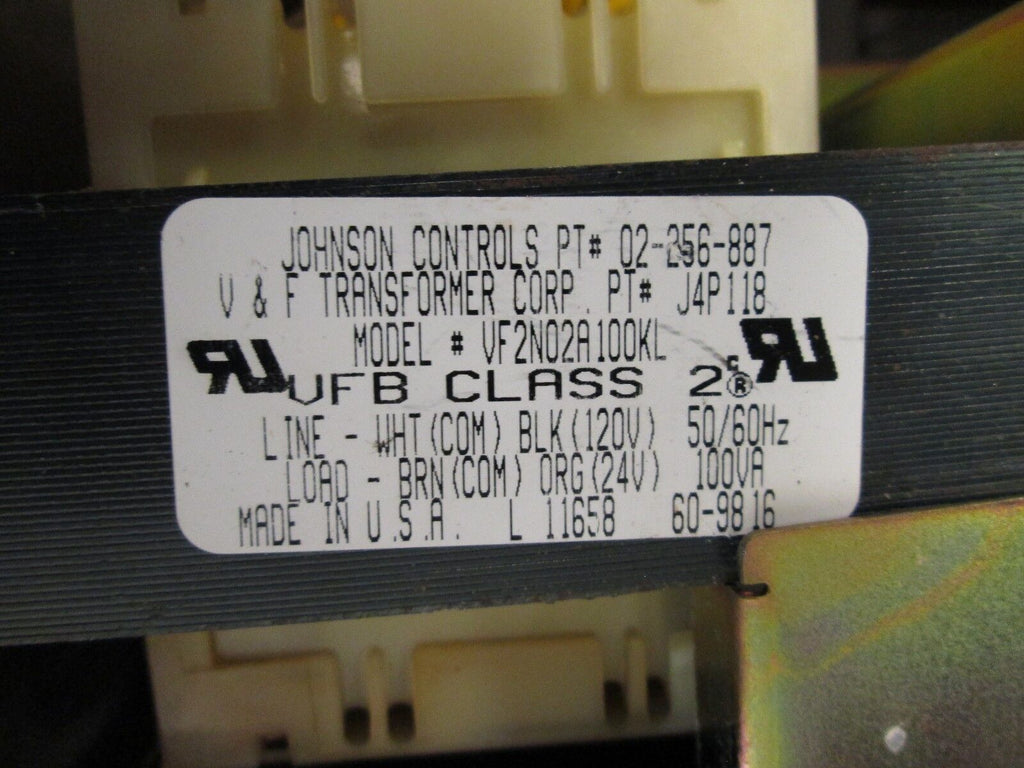 JOHNSON CONTROLS PT# 02-256-887
V & F TRANSFORMER CORP. PT# J4P118
MODEL # VF2N02A100KL
VFB CLASS 2 ®
LINE - WHT(COM) BLK(120V) 50/60Hz
LOAD - BRN(COM) ORG(24V) 100VA
MADE IN U.S.A. L 11658 60-9816